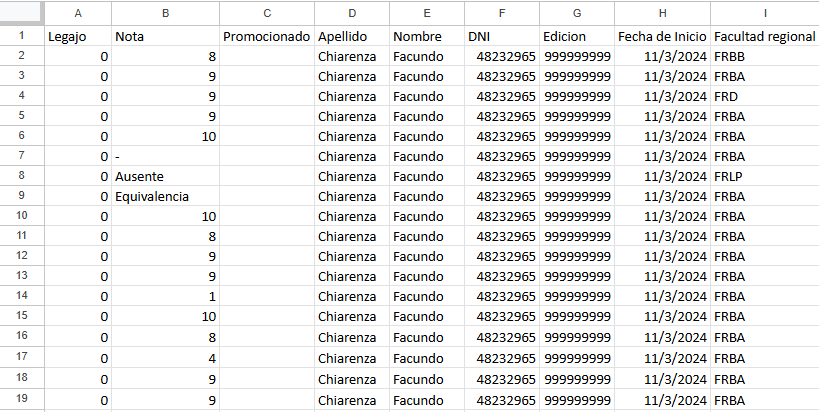 A B C D E F G H I
1 Legajo Nota Promocionado Apellido Nombre DNI Edicion Fecha de Inicio Facultad regional
2 0 8 Chiarenza Facundo 48232965 999999999 11/3/2024 FRBB
3 0 9 Chiarenza Facundo 48232965 999999999 11/3/2024 FRBA
4 0 9 Chiarenza Facundo 48232965 999999999 11/3/2024 FRD
5 0 9 Chiarenza Facundo 48232965 999999999 11/3/2024 FRBA
6 0 10 Chiarenza Facundo 48232965 999999999 11/3/2024 FRBA
7 0 - Chiarenza Facundo 48232965 999999999 11/3/2024 FRBA
8 0 Ausente Chiarenza Facundo 48232965 999999999 11/3/2024 FRLP
9 0 Equivalencia Chiarenza Facundo 48232965 999999999 11/3/2024 FRBA
10 0 10 Chiarenza Facundo 48232965 999999999 11/3/2024 FRBA
11 0 8 Chiarenza Facundo 48232965 999999999 11/3/2024 FRBA
12 0 9 Chiarenza Facundo 48232965 999999999 11/3/2024 FRBA
13 0 9 Chiarenza Facundo 48232965 999999999 11/3/2024 FRBA
14 0 1 Chiarenza Facundo 48232965 999999999 11/3/2024 FRBA
15 0 10 Chiarenza Facundo 48232965 999999999 11/3/2024 FRBA
16 0 8 Chiarenza Facundo 48232965 999999999 11/3/2024 FRBA
17 0 4 Chiarenza Facundo 48232965 999999999 11/3/2024 FRBA
18 0 9 Chiarenza Facundo 48232965 999999999 11/3/2024 FRBA
19 0 9 Chiarenza Facundo 48232965 999999999 11/3/2024 FRBA